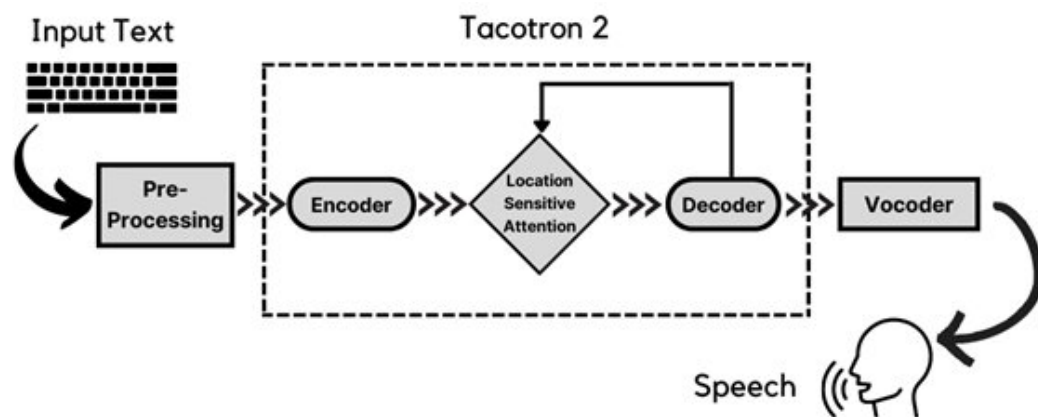 Input Text
Tacotron 2
Pre-
Processing
Encoder
Location
Sensitive
Attention
Decoder
Vocoder
Speech